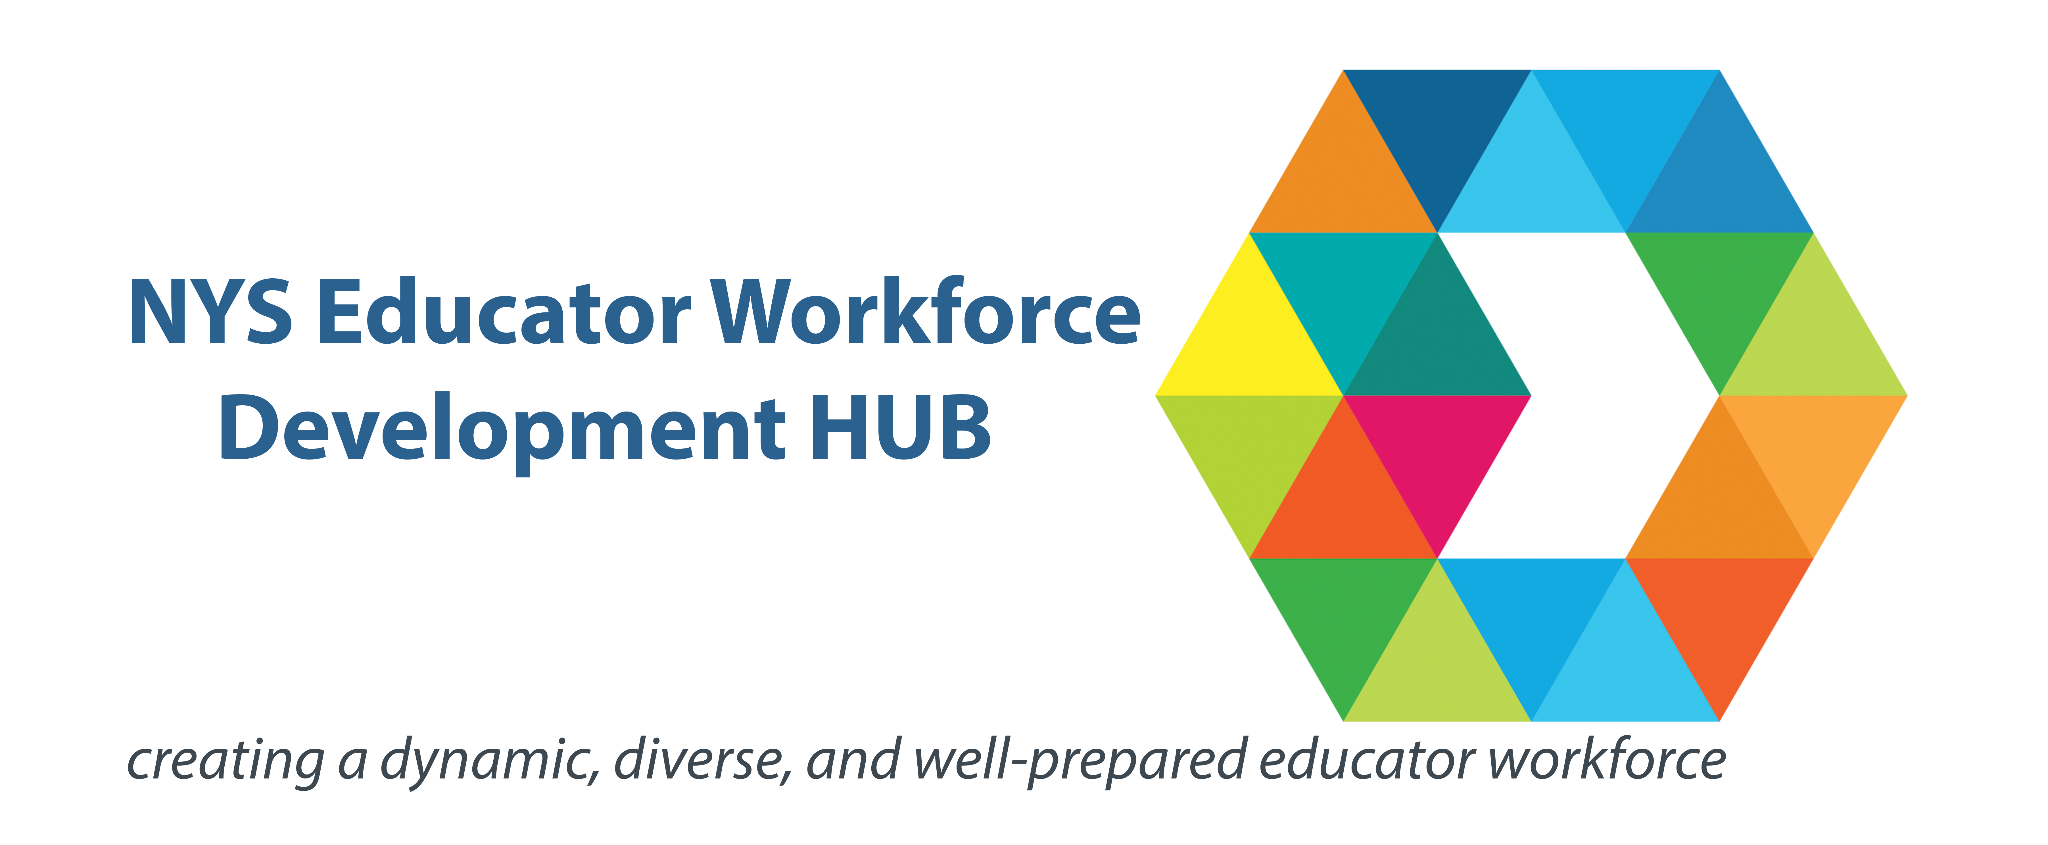 NYS Educator Workforce
Development HUB
creating a dynamic, diverse, and well-prepared educator workforce